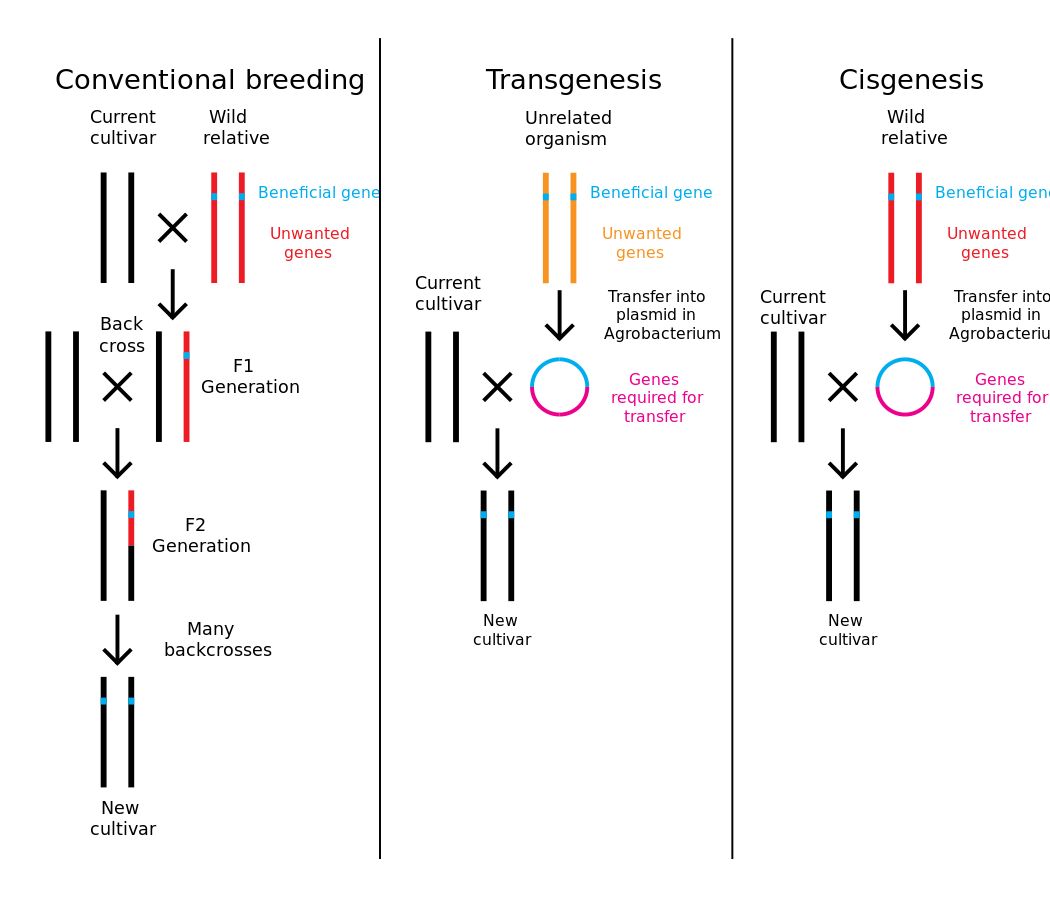 Conventional breeding
Current
cultivar
Wild
relative
Beneficial gene
Unwanted
genes
Back
cross
F1
Generation
F2
Generation
Many
backcrosses
New
cultivar
Transgenesis
Unrelated
organism
Beneficial gene
Unwanted
genes
Current
cultivar
Transfer into
plasmid in
Agrobacterium
Genes
required for
transfer
New
cultivar
Cisgenesis
Wild
relative
Beneficial gene
Unwanted
genes
Current
cultivar
Transfer into
plasmid in
Agrobacteriu
Genes
required for
transfer
New
cultivar